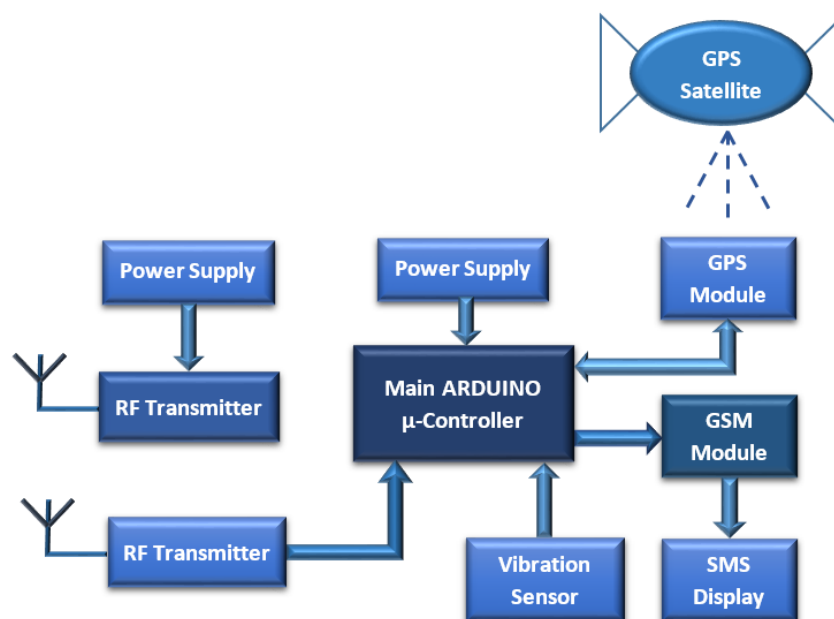 GPS
Satellite
Power Supply
Power Supply
GPS
Module
RF Transmitter
Main ARDUINO
μ-Controller
GSM
Module
RF Transmitter
Vibration
Sensor
SMS
Display